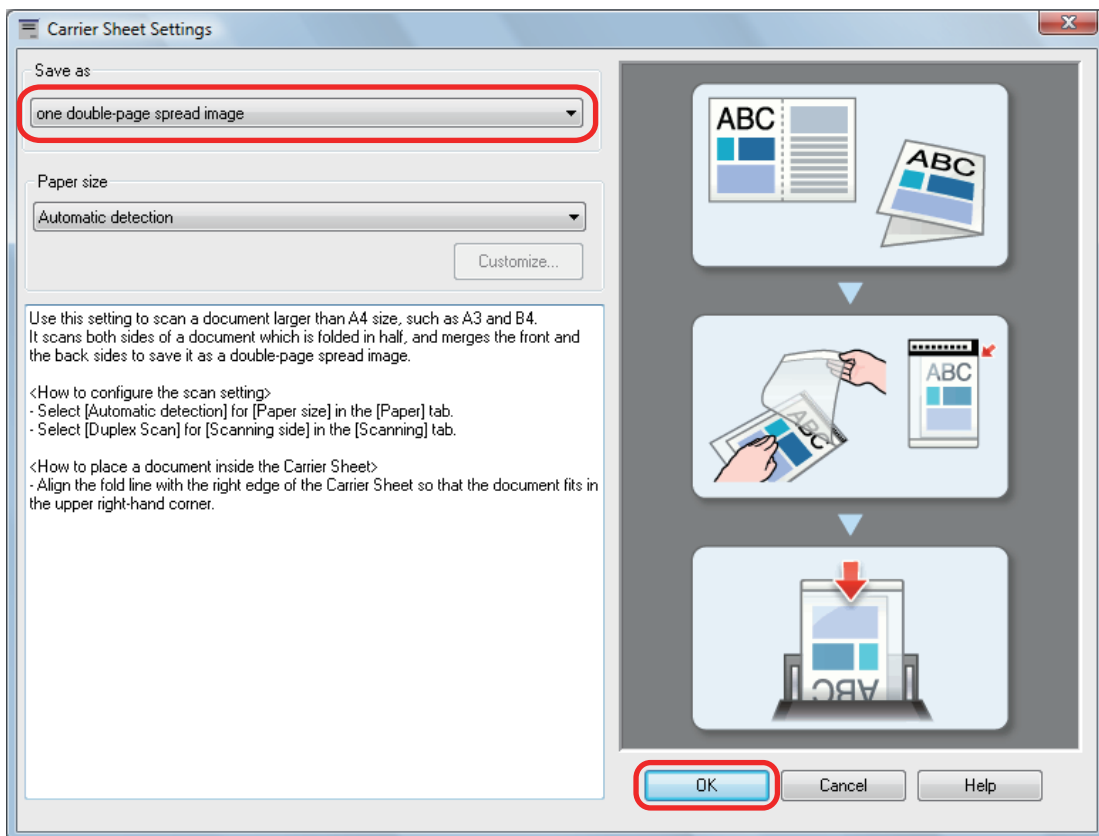 Carrier Sheet Settings
Save as
one double-page spread image
Paper size
Automatic detection
Customize...
Use this setting to scan a document larger than A4 size, such as A3 and B4.
It scans both sides of a document which is folded in half, and merges the front and
the back sides to save it as a double-page spread image.
<How to configure the scan setting>
- Select [Automatic detection] for [Paper size] in the [Paper] tab.
- Select [Duplex Scan] for [Scanning side] in the [Scanning] tab.
<How to place a document inside the Carrier Sheet>
- Align the fold line with the right edge of the Carrier Sheet so that the document fits in
the upper right-hand corner.
ABC
ABC
ABC
ABC
ABC
OK
Cancel
Help